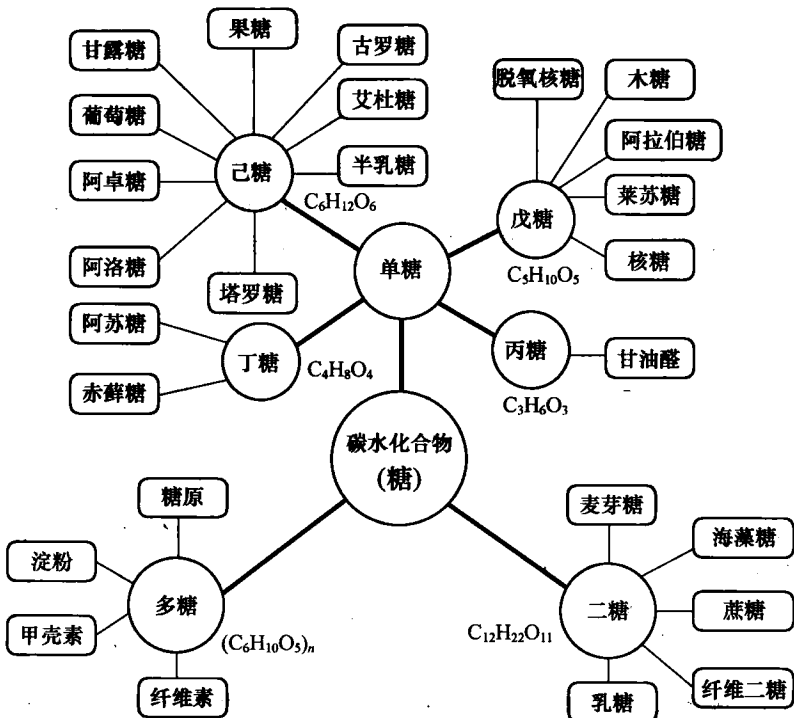 果糖
古罗糖
甘露糖
艾杜糖
葡萄糖
半乳糖
阿卓糖
己糖
C₆H₁₂O₆
阿洛糖
塔罗糖
脱氧核糖
木糖
阿拉伯糖
莱苏糖
戊糖
核糖
C₅H₁₀O₅
单糖
阿苏糖
丁糖
赤藓糖
C₄H₈O₄
丙糖
甘油醛
C₃H₆O₃
碳水化合物
(糖)
糖原
淀粉
多糖
甲壳素
(C₆H₁₀O₅)ₙ
纤维素
麦芽糖
海藻糖
二糖
蔗糖
C₁₂H₂₂O₁₁
纤维二糖
乳糖